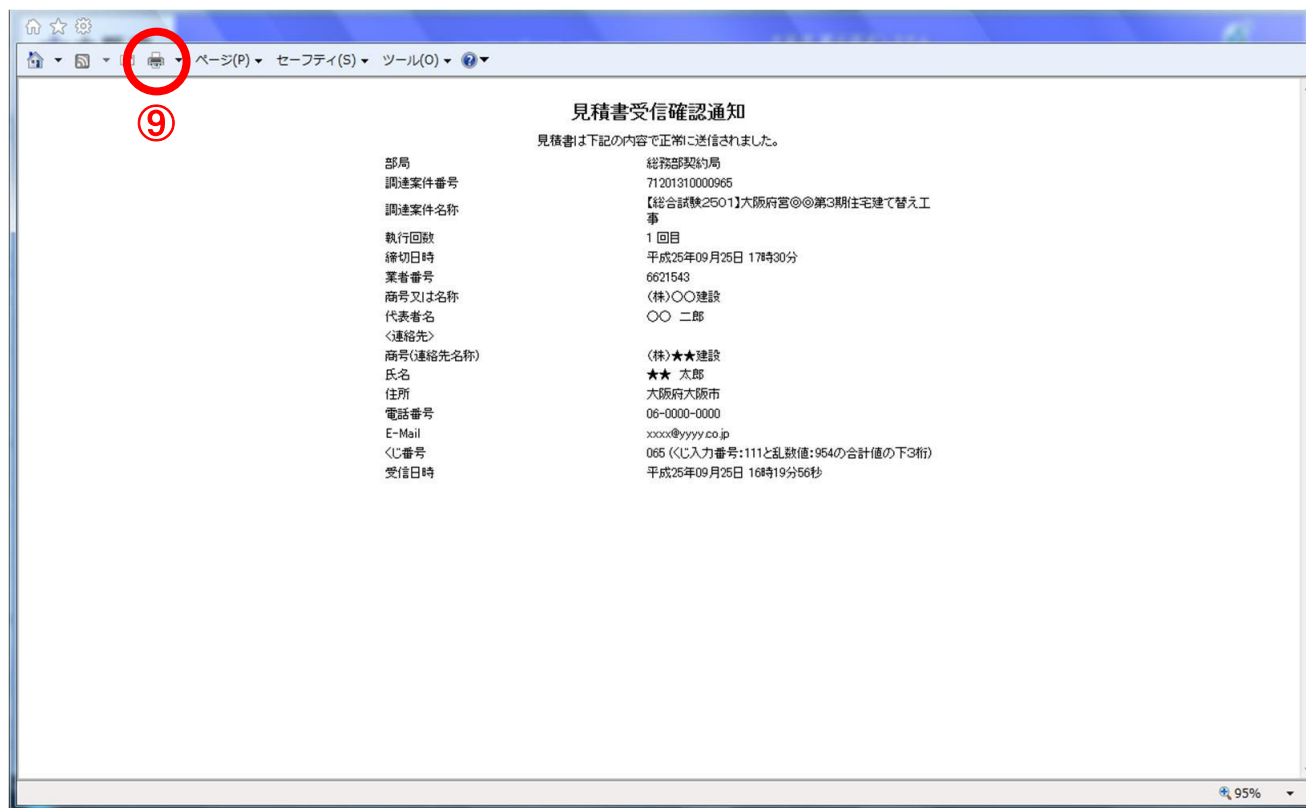 ページ(P) セーフティ(S) ツール(O)
⑨
見積書受信確認通知
見積書は下記の内容で正常に送信されました。
部局 総務部契約局
調達案件番号 71201310000965
調達案件名称 【総合試験2501】大阪府営◎◎第3期住宅建て替え工
事
執行回数 1 回目
締切日時 平成25年09月25日 17時30分
業者番号 6621543
商号又は名称 (株)〇〇建設
代表者名 〇〇 二郎
<連絡先>
商号(連絡先名称) (株)★★建設
氏名 ★★ 太郎
住所 大阪府大阪市
電話番号 06-0000-0000
E-Mail xxxx@yyyy.co.jp
くじ番号 065 (くじ入力番号:111と乱数値:954の合計値の下3桁)
受信日時 平成25年09月25日 16時19分56秒
95%